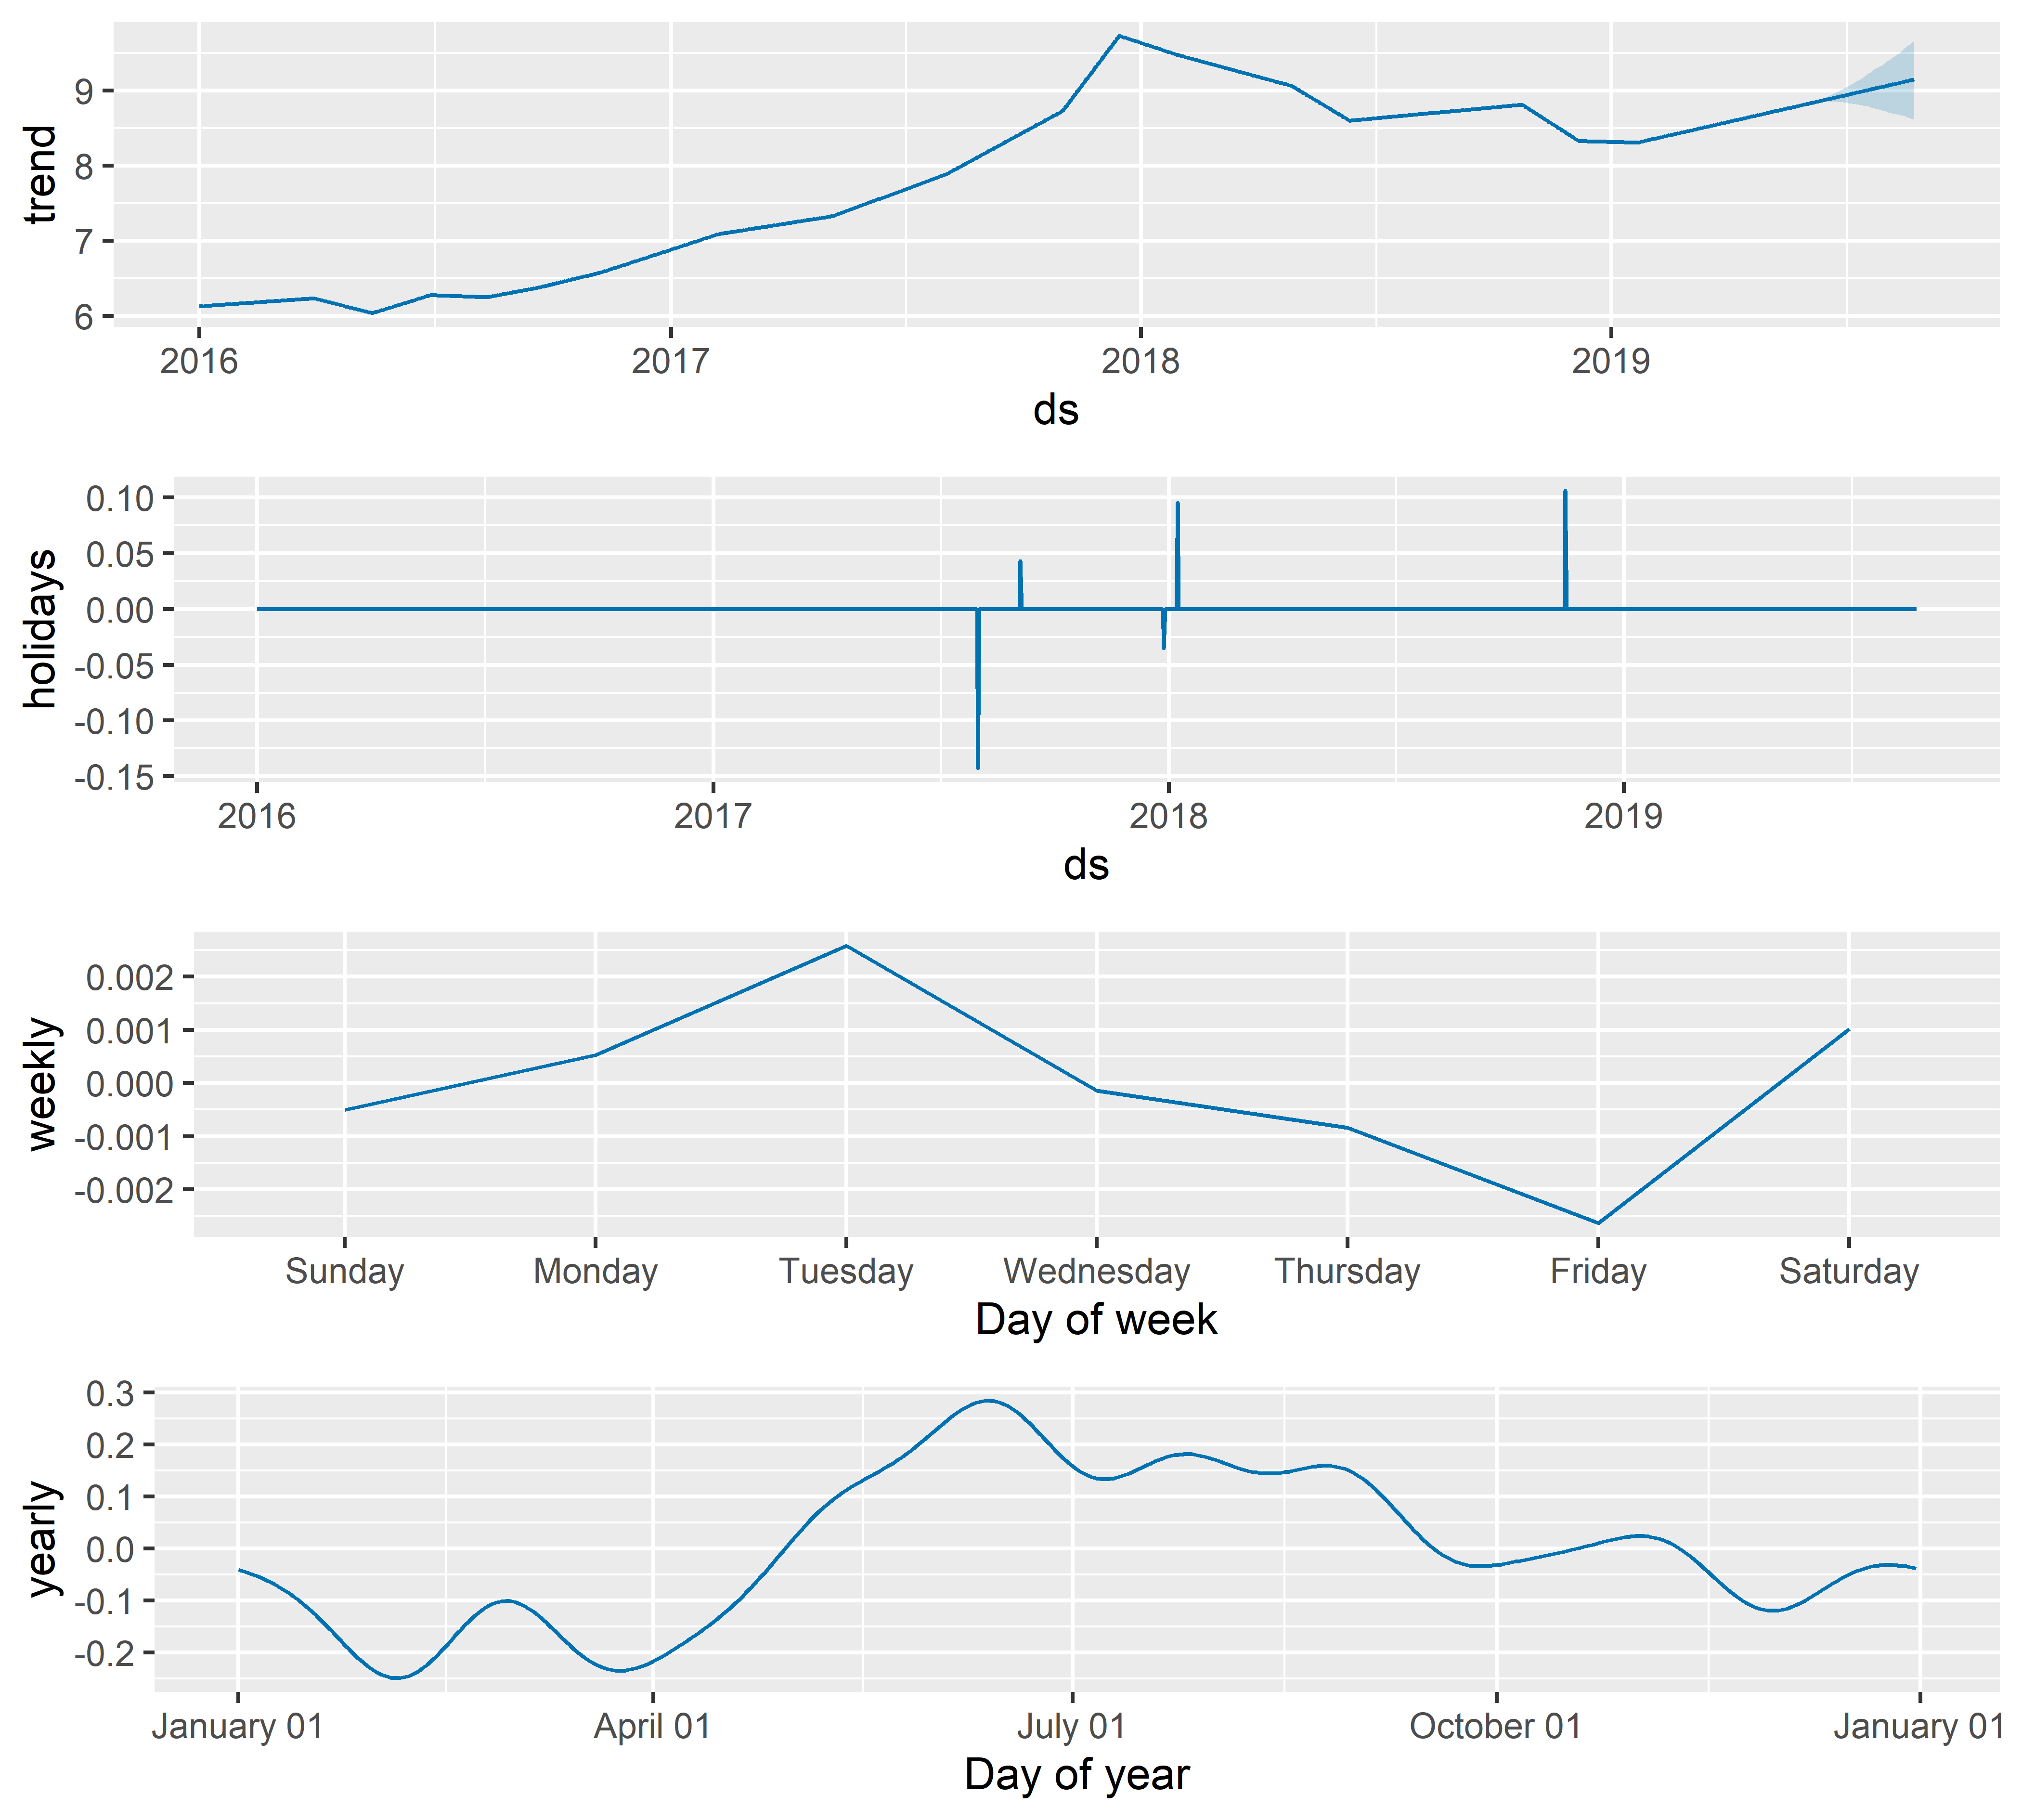 trend
9
8
7
6
2016 2017 2018 2019
ds
holidays
0.10
0.05
0.00
-0.05
-0.10
-0.15
2016 2017 2018 2019
ds
weekly
0.002
0.001
0.000
-0.001
-0.002
Sunday Monday Tuesday Wednesday Thursday Friday Saturday
Day of week
yearly
0.3
0.2
0.1
0.0
-0.1
-0.2
January 01 April 01 July 01 October 01 January 01
Day of year